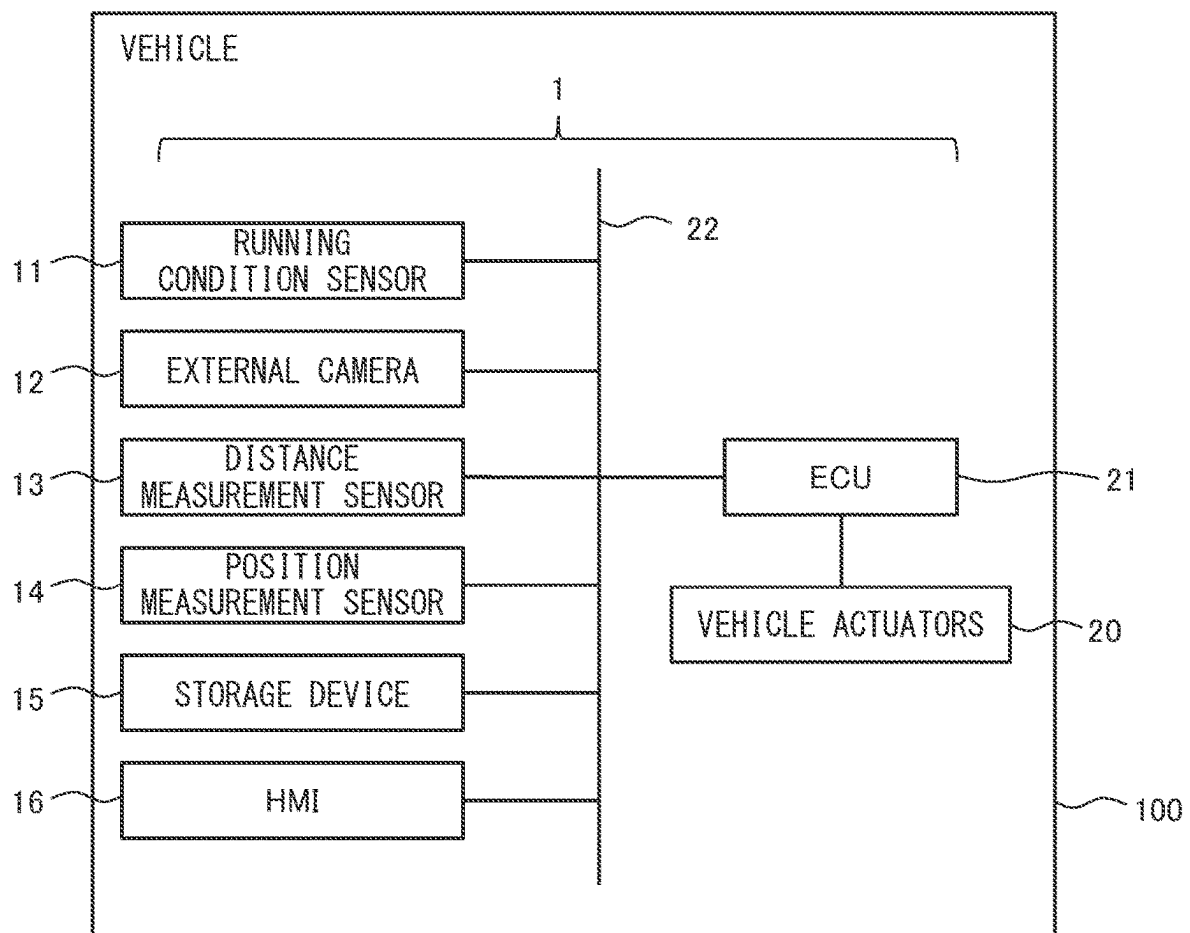 VEHICLE
1
22
11
RUNNING
CONDITION SENSOR
12
EXTERNAL CAMERA
13
DISTANCE
MEASUREMENT SENSOR
ECU
21
14
POSITION
MEASUREMENT SENSOR
VEHICLE ACTUATORS
20
15
STORAGE DEVICE
16
HMI
100